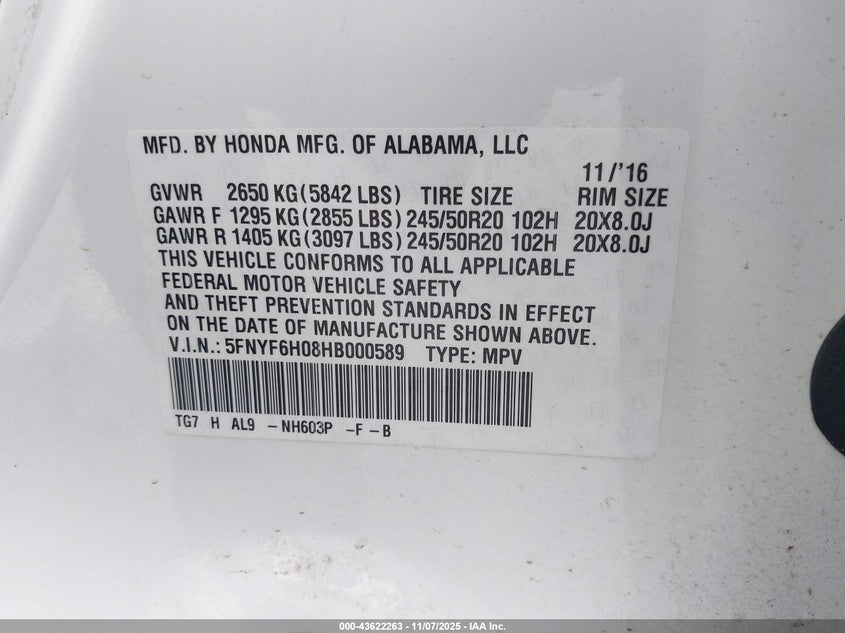 MFD. BY HONDA MFG. OF ALABAMA, LLC
11/'16
GVWR 2650 KG(5842 LBS) TIRE SIZE RIM SIZE
GAWR F 1295 KG(2855 LBS) 245/50R20 102H 20X8.0J
GAWR R 1405 KG(3097 LBS) 245/50R20 102H 20X8.0J
THIS VEHICLE CONFORMS TO ALL APPLICABLE
FEDERAL MOTOR VEHICLE SAFETY
AND THEFT PREVENTION STANDARDS IN EFFECT
ON THE DATE OF MANUFACTURE SHOWN ABOVE.
V.I.N.: 5FNYF6H08HB000589 TYPE: MPV
TG7 H AL9 -NH603P -F-B
000-43622263 - 11/07/2025 - IAA Inc.